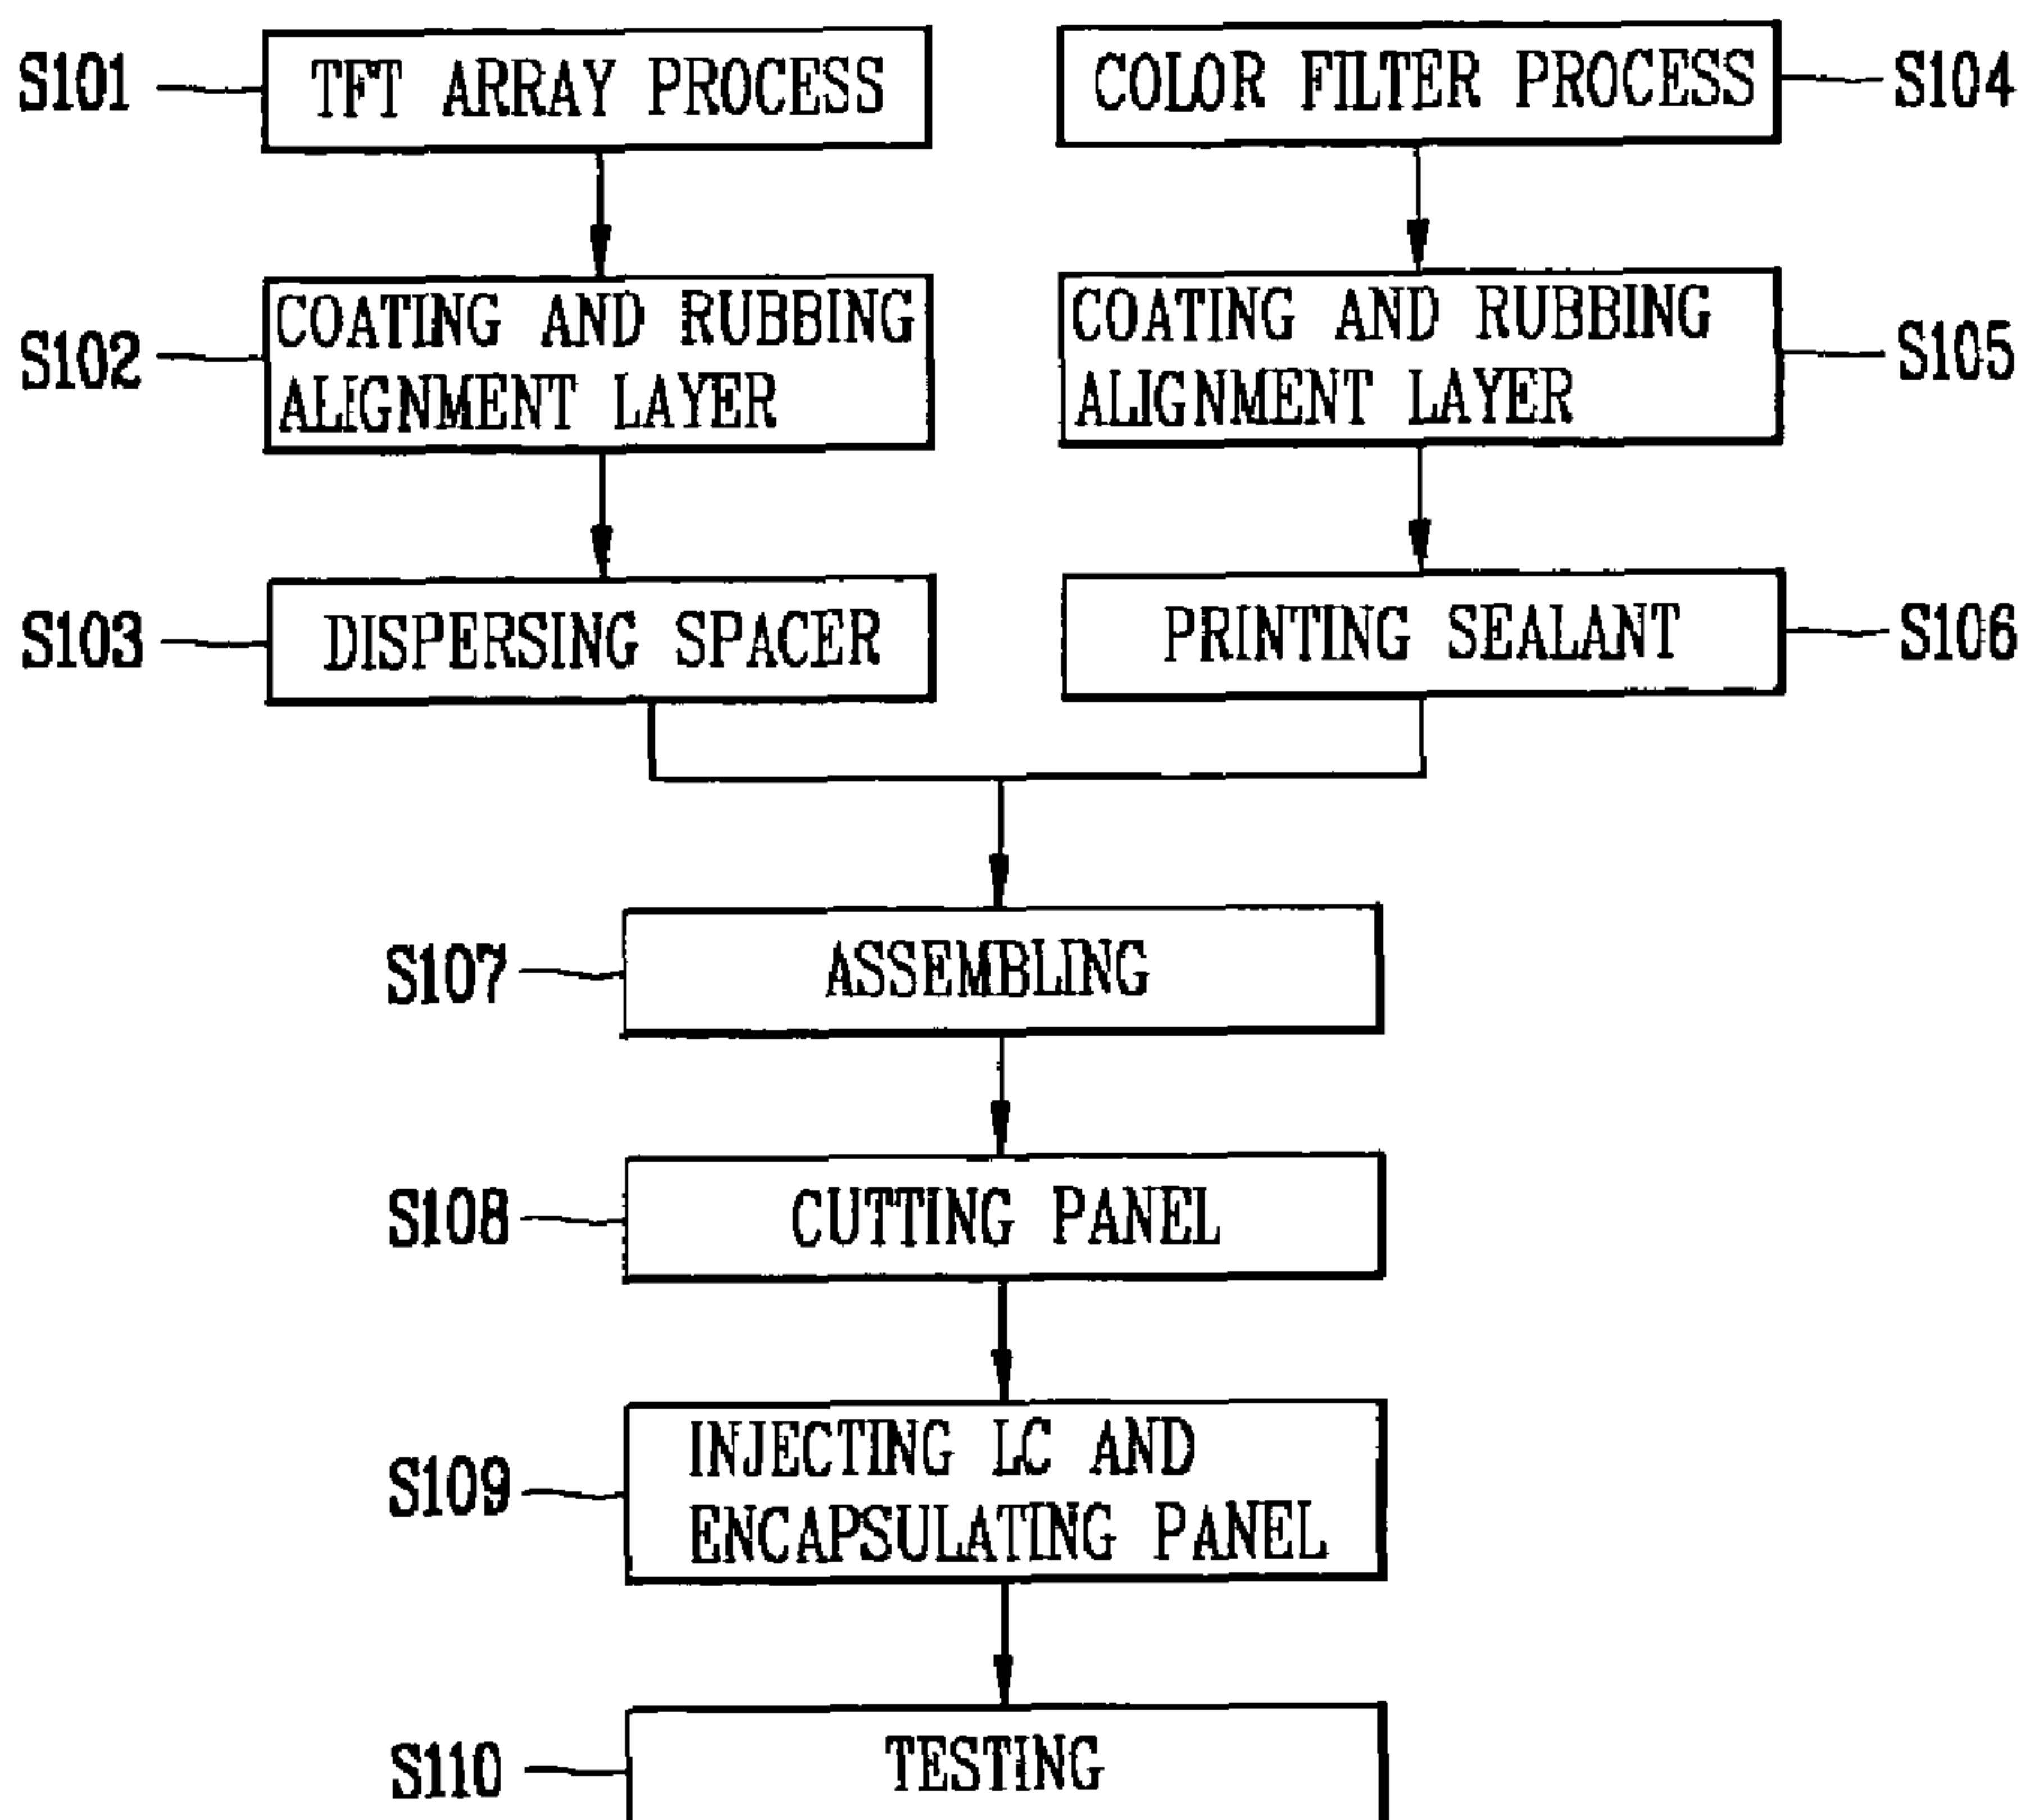 S101
TFT ARRAY PROCESS
COLOR FILTER PROCESS
S104
S102
COATING AND RUBBING
ALIGNMENT LAYER
COATING AND RUBBING
ALIGNMENT LAYER
S105
S103
DISPERSING SPACER
PRINTING SEALANT
S106
S107
ASSEMBLING
S108
CUTTING PANEL
S109
INJECTING LC AND
ENCAPSULATING PANEL
S110
TESTING